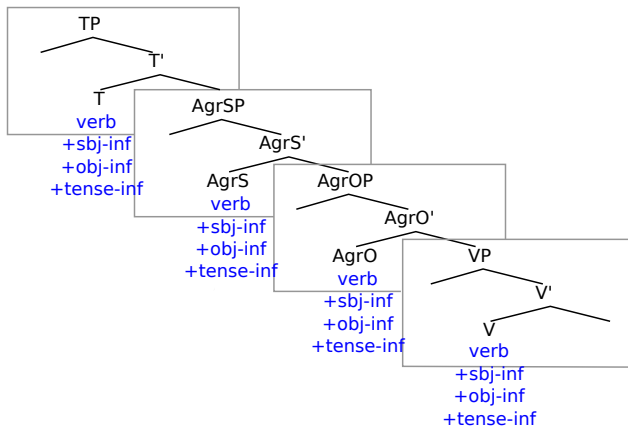 TP
T'
T
verb
+sbj-inf
+obj-inf
+tense-inf
AgrSP
AgrS'
AgrS
verb
+sbj-inf
+obj-inf
+tense-inf
AgrOP
AgrO'
AgrO
verb
+sbj-inf
+obj-inf
+tense-inf
VP
V'
V
verb
+sbj-inf
+obj-inf
+tense-inf